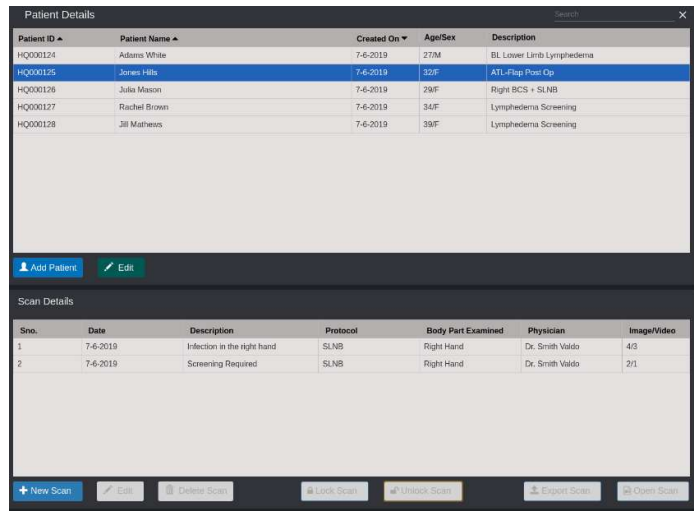 Patient Details Search
Patient ID Patient Name Created On Age/Sex Description
HQ000124 Adams White 7-6-2019 27/M BL Lower Limb Lymphedema
HQ000125 Jones Hills 7-6-2019 32/F ATL-Flap Post Op
HQ000126 Julia Mason 7-6-2019 29/F Right BCS + SLNB
HQ000127 Rachel Brown 7-6-2019 34/F Lymphedema Screening
HQ000128 Jill Mathews 7-6-2019 39/F Lymphedema Screening
Add Patient Edit
Scan Details
Sno. Date Description Protocol Body Part Examined Physician Image/Video
1 7-6-2019 Infection in the right hand SLNB Right Hand Dr. Smith Valdo 4/3
2 7-6-2019 Screening Required SLNB Right Hand Dr. Smith Valdo 2/1
New Scan Edit Delete Scan Lock Scan Unlock Scan Export Scan Open Scan